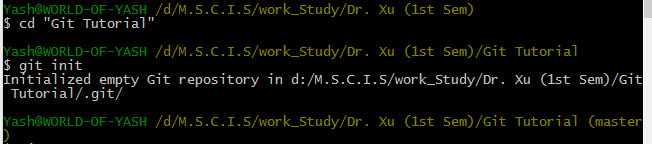 Yash@WORLD-OF-YASH /d/M.S.C.I.S/work_Study/Dr. Xu (1st Sem)
$ cd "Git Tutorial"
Yash@WORLD-OF-YASH /d/M.S.C.I.S/work_Study/Dr. Xu (1st Sem)/Git Tutorial
$ git init
Initialized empty Git repository in d:/M.S.C.I.S/work_Study/Dr. Xu (1st Sem)/Git
 Tutorial/.git/
Yash@WORLD-OF-YASH /d/M.S.C.I.S/work_Study/Dr. Xu (1st Sem)/Git Tutorial (master
)